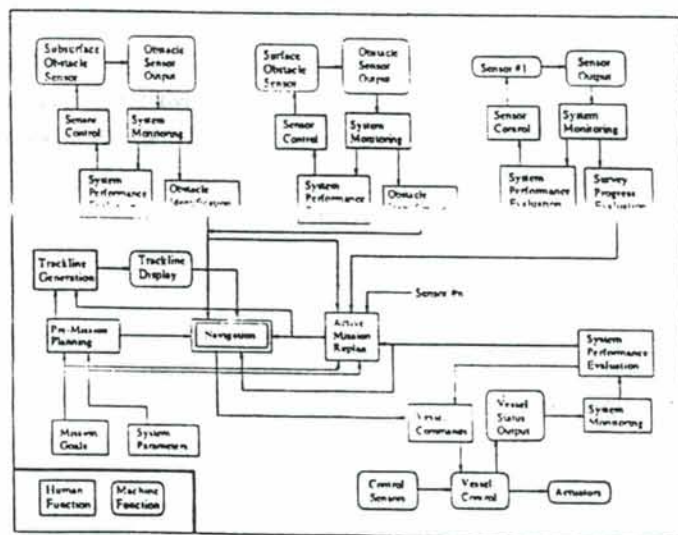 Subsurface
Obstacle
Sensor
Obstacle
Sensor
Output
Sensor
Control
System
Monitoring
System
Performance
Obstacle
Surface
Obstacle
Sensor
Obstacle
Sensor
Output
Sensor
Control
System
Monitoring
System
Performance
Obstacle
Sensor #1
Sensor
Output
Sensor
Control
System
Monitoring
System
Performance
Evaluation
Survey
Progress
Evaluation
Trackline
Generation
Trackline
Display
Sensor #n
Pre-Mission
Planning
Navigation
Active
Mission
Replan
System
Performance
Evaluation
Mission
Goals
System
Parameters
Vessel
Commands
Vessel
Status
Output
System
Monitoring
Control
Sensors
Vessel
Control
Actuators
Human
Function
Machine
Function